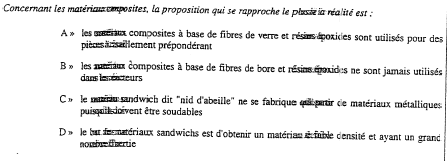 Concernant les matériaux composites, la proposition qui se rapproche le plus de la réalité est :
A » les matériaux composites à base de fibres de verre et résines époxides sont utilisés pour des
pièces travaillement prépondérant
B » les matériaux composites à base de fibres de bore et résines époxides ne sont jamais utilisés
dans les réacteurs
C » le matériau sandwich dit "nid d'abeille" ne se fabrique qu'à partir de matériaux métalliques
puisqu'ils doivent être soudables
D » le but des matériaux sandwichs est d'obtenir un matériau à faible densité et ayant un grand
d'inertie